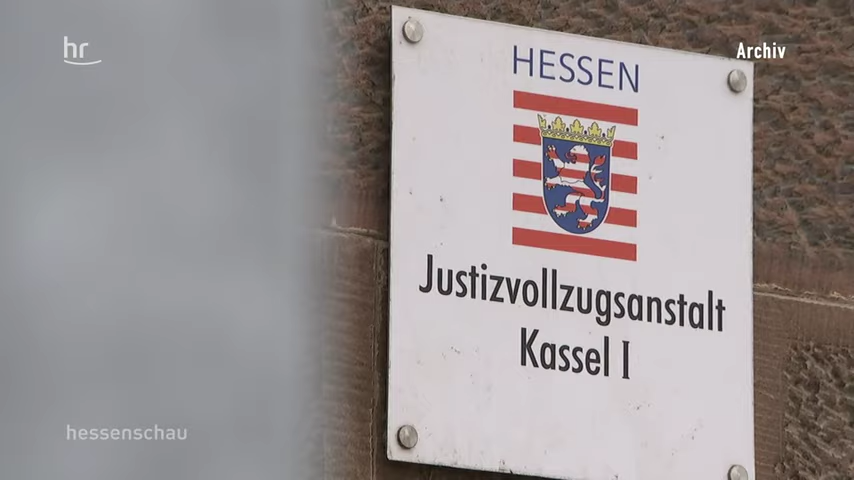 hr
Archiv
HESSEN
Justizvollzugsanstalt
Kassel I
hessenschau